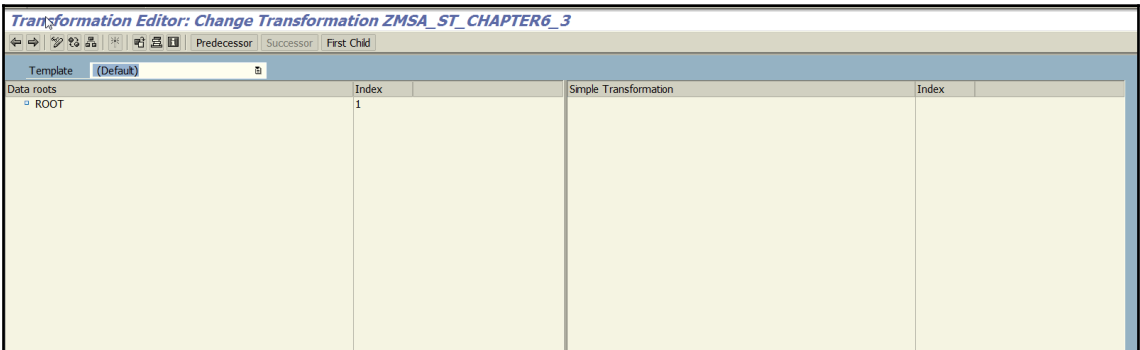 Transformation Editor: Change Transformation ZMSA_ST_CHAPTER6_3
Predecessor Successor First Child
Template (Default)
Data roots Index Simple Transformation Index
ROOT 1